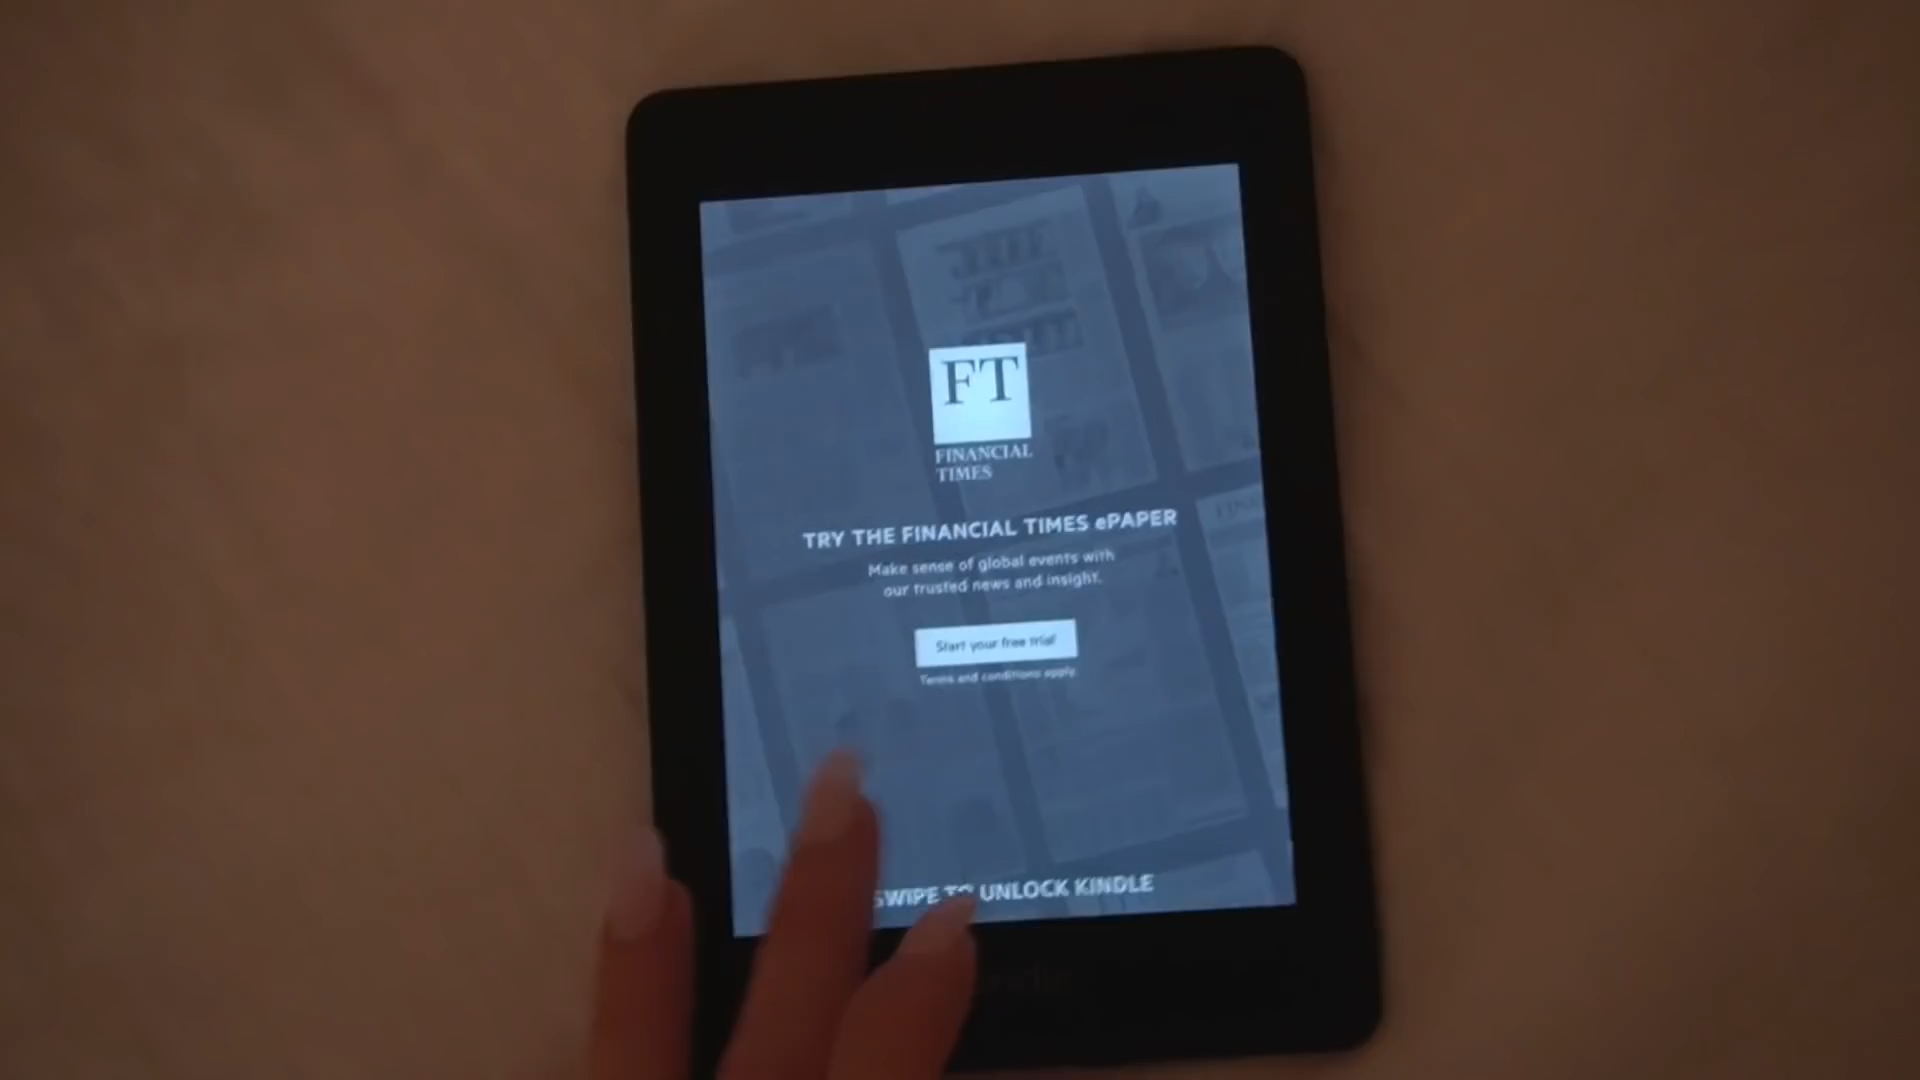 FT
FINANCIAL
TIMES
TRY THE FINANCIAL TIMES ePAPER
Make sense of global events with
our trusted news and insight.
Start your free trial
Terms and conditions apply
SWIPE TO UNLOCK KINDLE